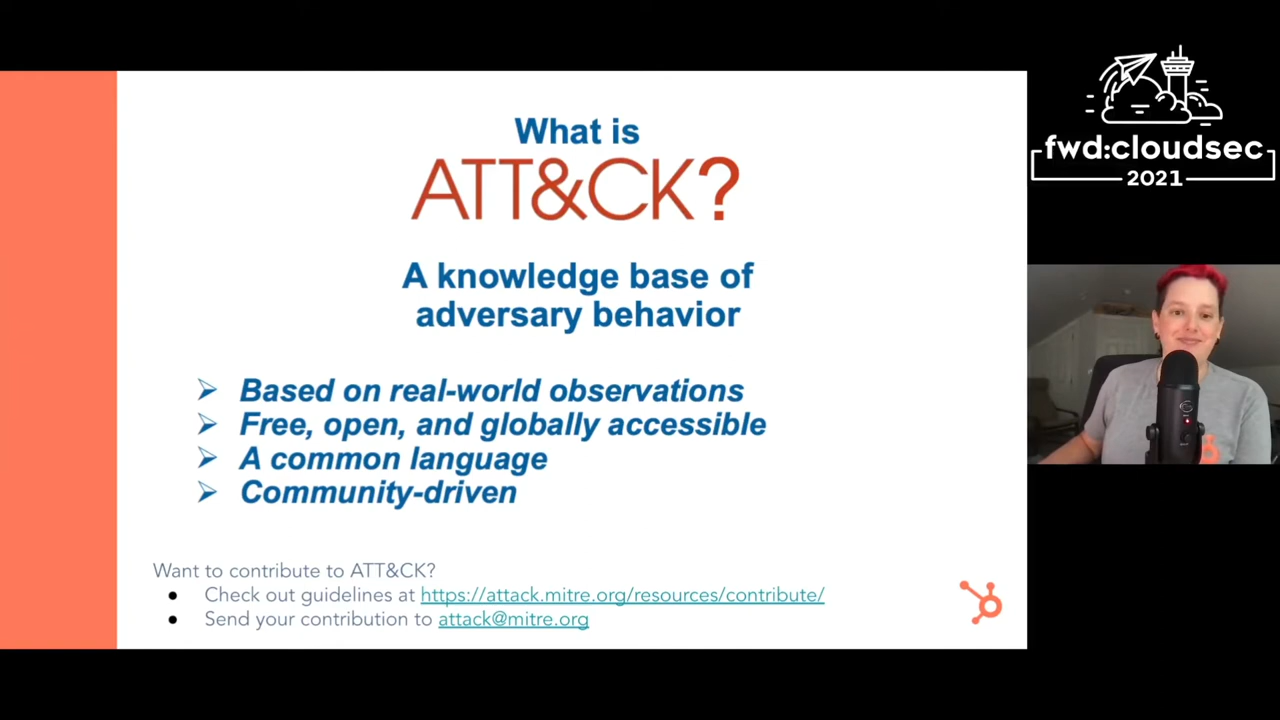 What is
ATT&CK?
A knowledge base of
adversary behavior
Based on real-world observations
Free, open, and globally accessible
A common language
Community-driven
Want to contribute to ATT&CK?
Check out guidelines at https://attack.mitre.org/resources/contribute/
Send your contribution to attack@mitre.org
fwd:cloudsec
2021